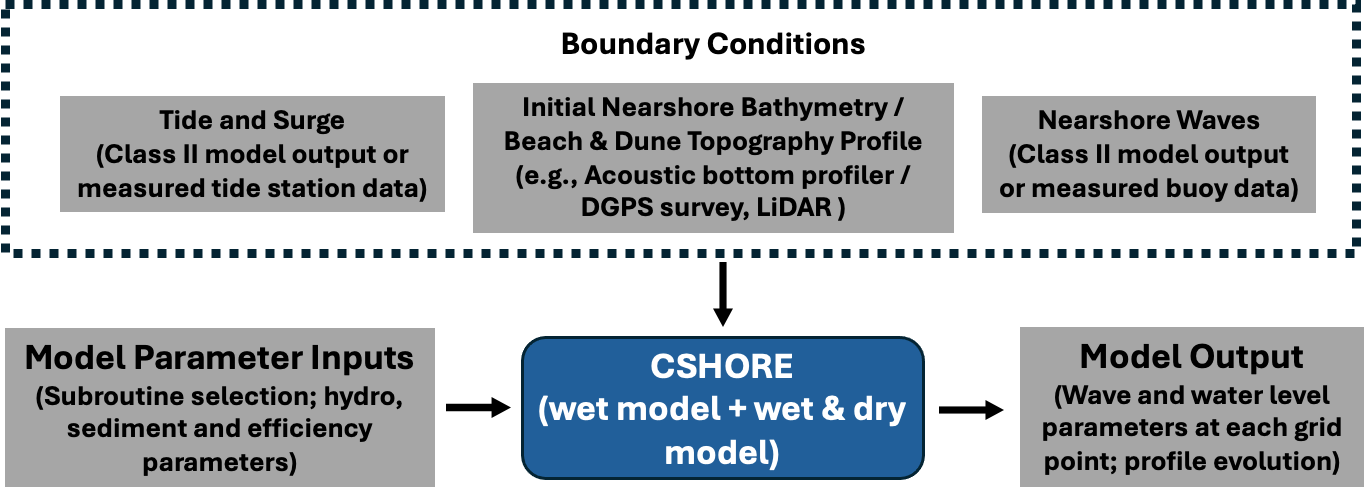 Boundary Conditions
Tide and Surge
(Class II model output or
measured tide station data)
Initial Nearshore Bathymetry /
Beach & Dune Topography Profile
(e.g., Acoustic bottom profiler /
DGPS survey, LiDAR )
Nearshore Waves
(Class II model output
or measured buoy data)
Model Parameter Inputs
(Subroutine selection; hydro,
sediment and efficiency
parameters)
CSHORE
(wet model + wet & dry
model)
Model Output
(Wave and water level
parameters at each grid
point; profile evolution)